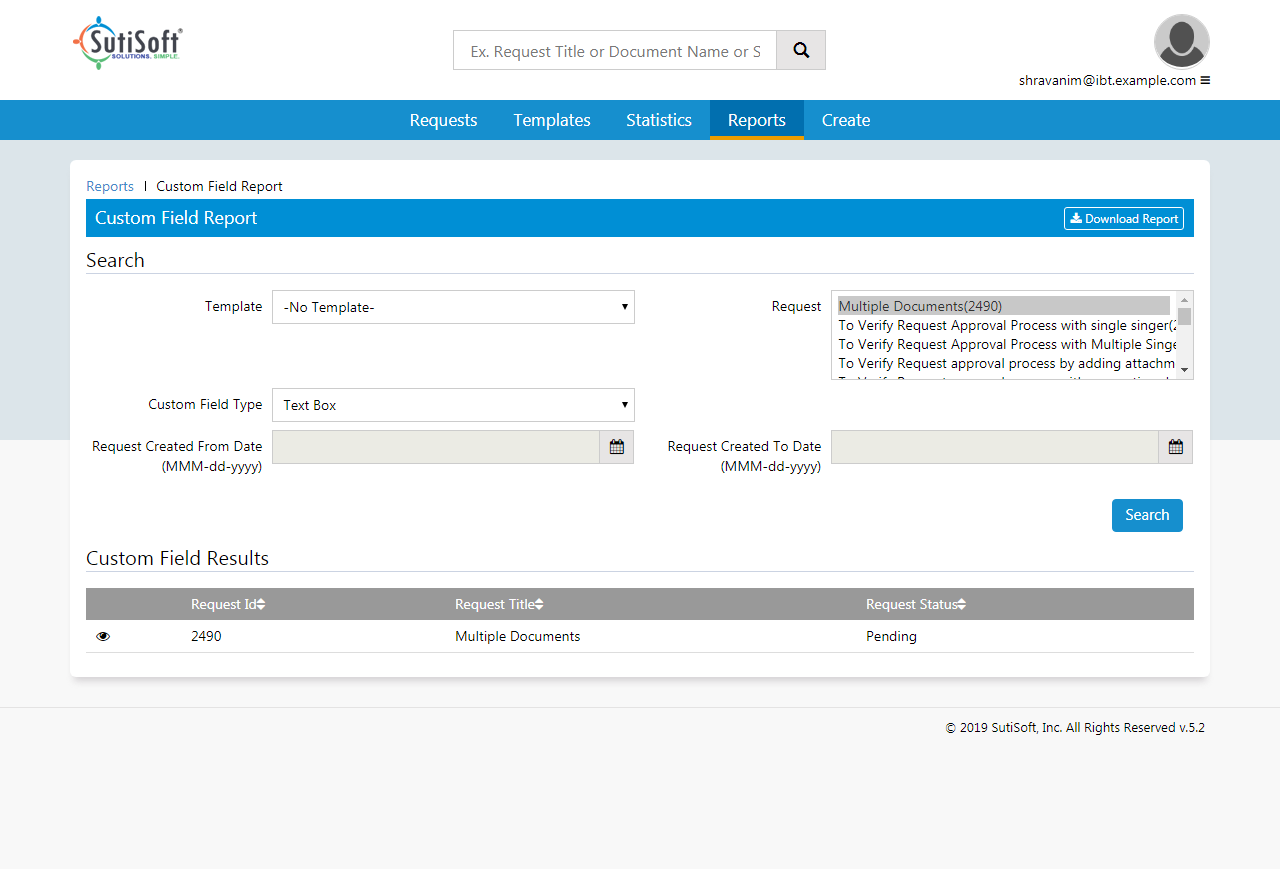 SutiSoft®
SOLUTIONS. SIMPLE.
Ex. Request Title or Document Name or S
shravanim@ibt.example.com
Requests Templates Statistics Reports Create
Reports | Custom Field Report
Custom Field Report Download Report
Search
Template -No Template- Request Multiple Documents(2490)
To Verify Request Approval Process with single singer(2
To Verify Request Approval Process with Multiple Singe
To Verify Request approval process by adding attachm
Custom Field Type Text Box
Request Created From Date Request Created To Date
(MMM-dd-yyyy) (MMM-dd-yyyy)
Search
Custom Field Results
Request Id Request Title Request Status
2490 Multiple Documents Pending
© 2019 SutiSoft, Inc. All Rights Reserved v.5.2